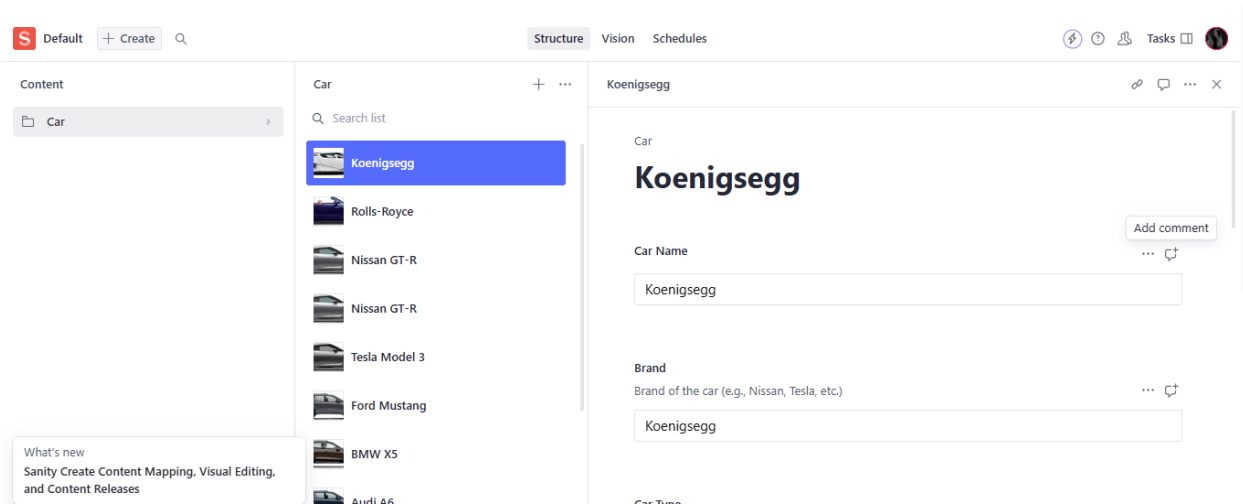 S Default + Create
Structure Vision Schedules
Tasks
Content
Car
Car
Search list
Koenigsegg
Rolls-Royce
Nissan GT-R
Nissan GT-R
Tesla Model 3
Ford Mustang
BMW X5
Audi A6
What's new
Sanity Create Content Mapping, Visual Editing,
and Content Releases
Koenigsegg
Car
Koenigsegg
Add comment
Car Name
Koenigsegg
Brand
Brand of the car (e.g., Nissan, Tesla, etc.)
Koenigsegg
Car Type